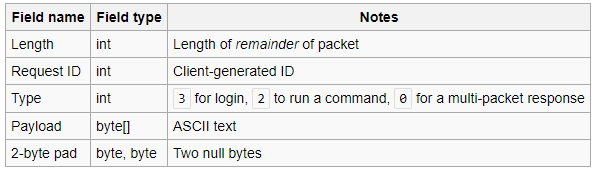 Field name Field type Notes
Length int Length of remainder of packet
Request ID int Client-generated ID
Type int 3 for login, 2 to run a command, 0 for a multi-packet response
Payload byte[] ASCII text
2-byte pad byte, byte Two null bytes